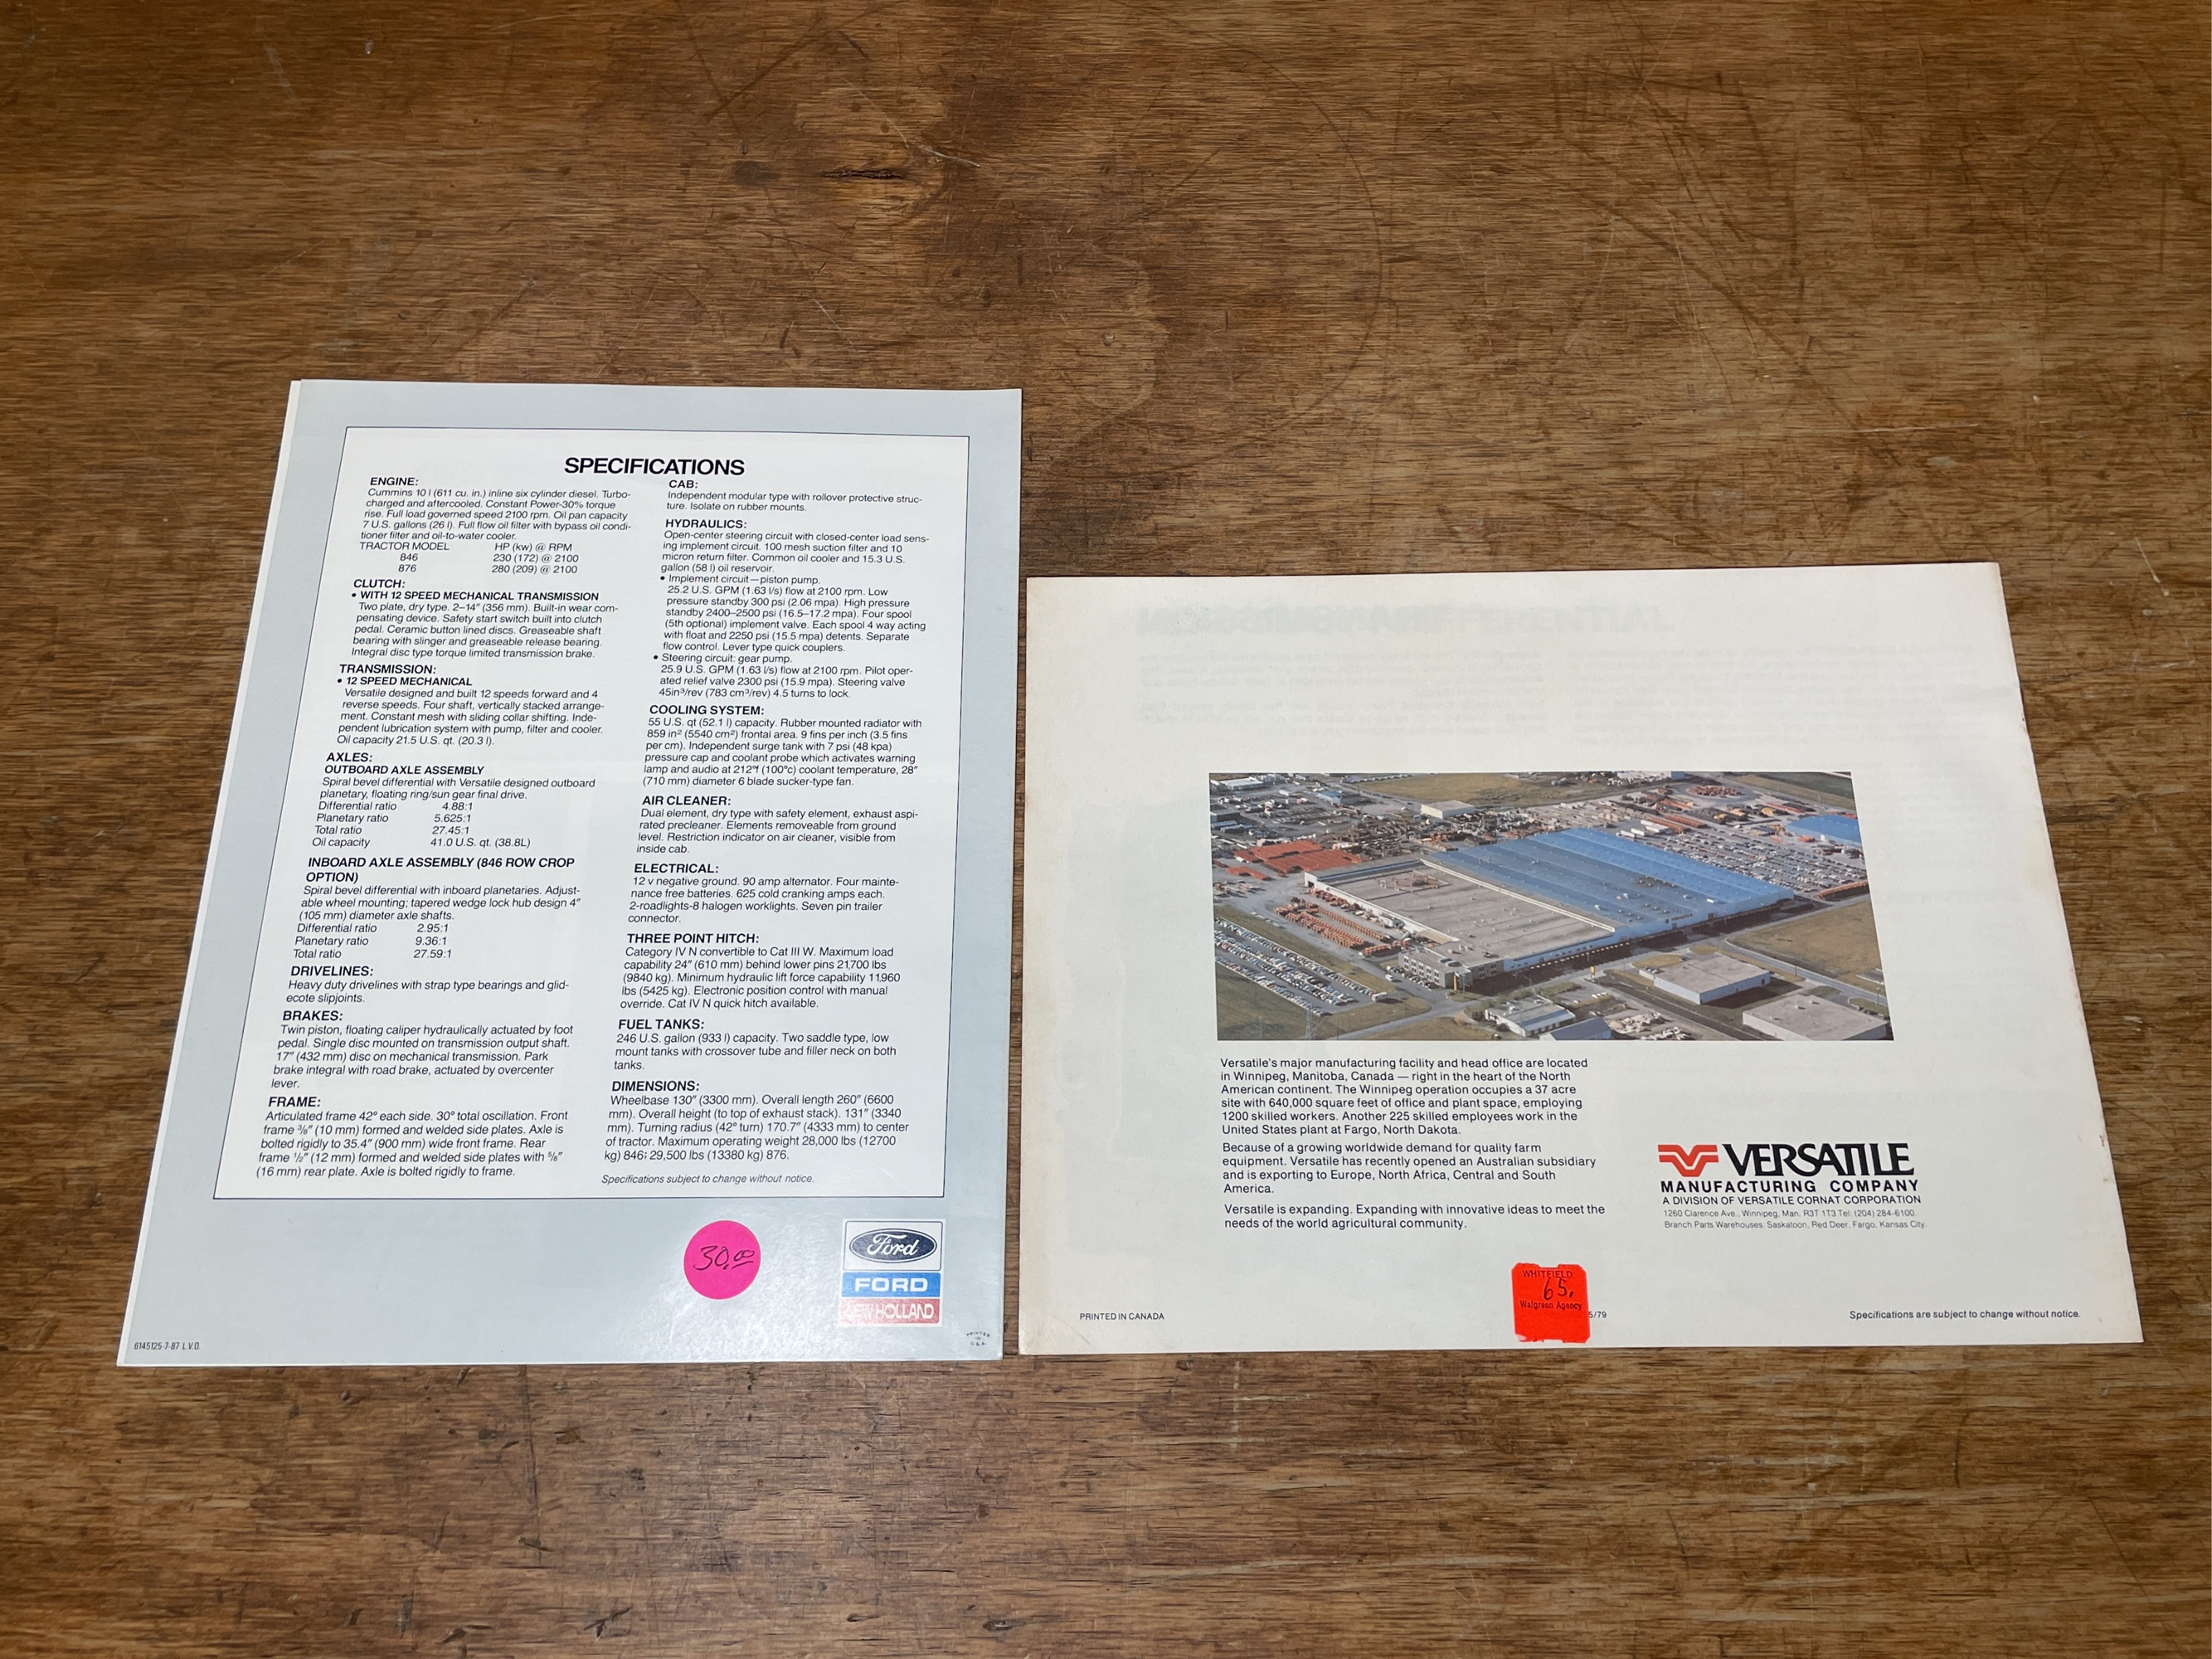 SPECIFICATIONS
ENGINE:
Cummins 10 l (611 cu. in.) inline six cylinder diesel. Turbo-
charged and aftercooled. Constant Power-30% torque
rise. Full load governed speed 2100 rpm. Oil pan capacity
7 U.S. gallons (26 l). Full flow oil filter with bypass oil condi-
tioner filter and oil-to-water cooler.
TRACTOR MODEL HP (kw) @ RPM
846 230 (172) @ 2100
876 280 (209) @ 2100
CLUTCH:
• WITH 12 SPEED MECHANICAL TRANSMISSION
Two plate, dry type. 2–14" (356 mm). Built-in wear com-
pensating device. Safety start switch built into clutch
pedal. Ceramic button lined discs. Greaseable shaft
bearing with slinger and greaseable release bearing.
Integral disc type torque limited transmission brake.
TRANSMISSION:
• 12 SPEED MECHANICAL
Versatile designed and built 12 speeds forward and 4
reverse speeds. Four shaft, vertically stacked arrange-
ment. Constant mesh with sliding collar shifting. Inde-
pendent lubrication system with pump, filter and cooler.
Oil capacity 21.5 U.S. qt. (20.3 l).
AXLES:
OUTBOARD AXLE ASSEMBLY
Spiral bevel differential with Versatile designed outboard
planetary, floating ring/sun gear final drive.
Differential ratio 4.88:1
Planetary ratio 5.625:1
Total ratio 27.45:1
Oil capacity 41.0 U.S. qt. (38.8L)
INBOARD AXLE ASSEMBLY (846 ROW CROP
OPTION)
Spiral bevel differential with inboard planetaries. Adjust-
able wheel mounting; tapered wedge lock hub design 4"
(105 mm) diameter axle shafts.
Differential ratio 2.95:1
Planetary ratio 9.36:1
Total ratio 27.59:1
DRIVELINES:
Heavy duty drivelines with strap type bearings and glid-
ecote slipjoints.
BRAKES:
Twin piston, floating caliper hydraulically actuated by foot
pedal. Single disc mounted on transmission output shaft.
17" (432 mm) disc on mechanical transmission. Park
brake integral with road brake, actuated by overcenter
lever.
FRAME:
Articulated frame 42° each side. 30° total oscillation. Front
frame 3/8" (10 mm) formed and welded side plates. Axle is
bolted rigidly to 35.4" (900 mm) wide front frame. Rear
frame 1/2" (12 mm) formed and welded side plates with 5/8"
(16 mm) rear plate. Axle is bolted rigidly to frame.
CAB:
Independent modular type with rollover protective struc-
ture. Isolate on rubber mounts.
HYDRAULICS:
Open-center steering circuit with closed-center load sens-
ing implement circuit. 100 mesh suction filter and 10
micron return filter. Common oil cooler and 15.3 U.S.
gallon (58 l) oil reservoir.
• Implement circuit—piston pump.
25.2 U.S. GPM (1.63 l/s) flow at 2100 rpm. Low
pressure standby 300 psi (2.06 mpa). High pressure
standby 2400–2500 psi (16.5–17.2 mpa). Four spool
(5th optional) implement valve. Each spool 4 way acting
with float and 2250 psi (15.5 mpa) detents. Separate
flow control. Lever type quick couplers.
• Steering circuit: gear pump.
25.9 U.S. GPM (1.63 l/s) flow at 2100 rpm. Pilot oper-
ated relief valve 2300 psi (15.9 mpa). Steering valve
45in³/rev (783 cm³/rev) 4.5 turns to lock.
COOLING SYSTEM:
55 U.S. qt (52.1 l) capacity. Rubber mounted radiator with
859 in² (5540 cm²) frontal area. 9 fins per inch (3.5 fins
per cm). Independent surge tank with 7 psi (48 kpa)
pressure cap and coolant probe which activates warning
lamp and audio at 212°f (100°c) coolant temperature, 28"
(710 mm) diameter 6 blade sucker-type fan.
AIR CLEANER:
Dual element, dry type with safety element, exhaust aspi-
rated precleaner. Elements removeable from ground
level. Restriction indicator on air cleaner, visible from
inside cab.
ELECTRICAL:
12 v negative ground. 90 amp alternator. Four mainte-
nance free batteries. 625 cold cranking amps each.
2-roadlights-8 halogen worklights. Seven pin trailer
connector.
THREE POINT HITCH:
Category IV N convertible to Cat III W. Maximum load
capability 24" (610 mm) behind lower pins 21,700 lbs
(9840 kg). Minimum hydraulic lift force capability 11,960
lbs (5425 kg). Electronic position control with manual
override. Cat IV N quick hitch available.
FUEL TANKS:
246 U.S. gallon (933 l) capacity. Two saddle type, low
mount tanks with crossover tube and filler neck on both
tanks.
DIMENSIONS:
Wheelbase 130" (3300 mm). Overall length 260" (6600
mm). Overall height (to top of exhaust stack). 131" (3340
mm). Turning radius (42° turn) 170.7" (4333 mm) to center
of tractor. Maximum operating weight 28,000 lbs (12700
kg) 846; 29,500 lbs (13380 kg) 876.
Specifications subject to change without notice.
30.00
Ford
FORD
NEW HOLLAND
6145125-7-87 L.V.O.
PRINTED
IN
U.S.A.
Versatile's major manufacturing facility and head office are located
in Winnipeg, Manitoba, Canada — right in the heart of the North
American continent. The Winnipeg operation occupies a 37 acre
site with 640,000 square feet of office and plant space, employing
1200 skilled workers. Another 225 skilled employees work in the
United States plant at Fargo, North Dakota.
Because of a growing worldwide demand for quality farm
equipment. Versatile has recently opened an Australian subsidiary
and is exporting to Europe, North Africa, Central and South
America.
Versatile is expanding. Expanding with innovative ideas to meet the
needs of the world agricultural community.
VERSATILE
MANUFACTURING COMPANY
A DIVISION OF VERSATILE CORNAT CORPORATION
1260 Clarence Ave., Winnipeg, Man. R3T 1T3 Tel: (204) 284-6100.
Branch Parts Warehouses: Saskatoon, Red Deer, Fargo, Kansas City.
WHITFIELD
65.
Walgreen Agency
PRINTED IN CANADA
5/79
Specifications are subject to change without notice.